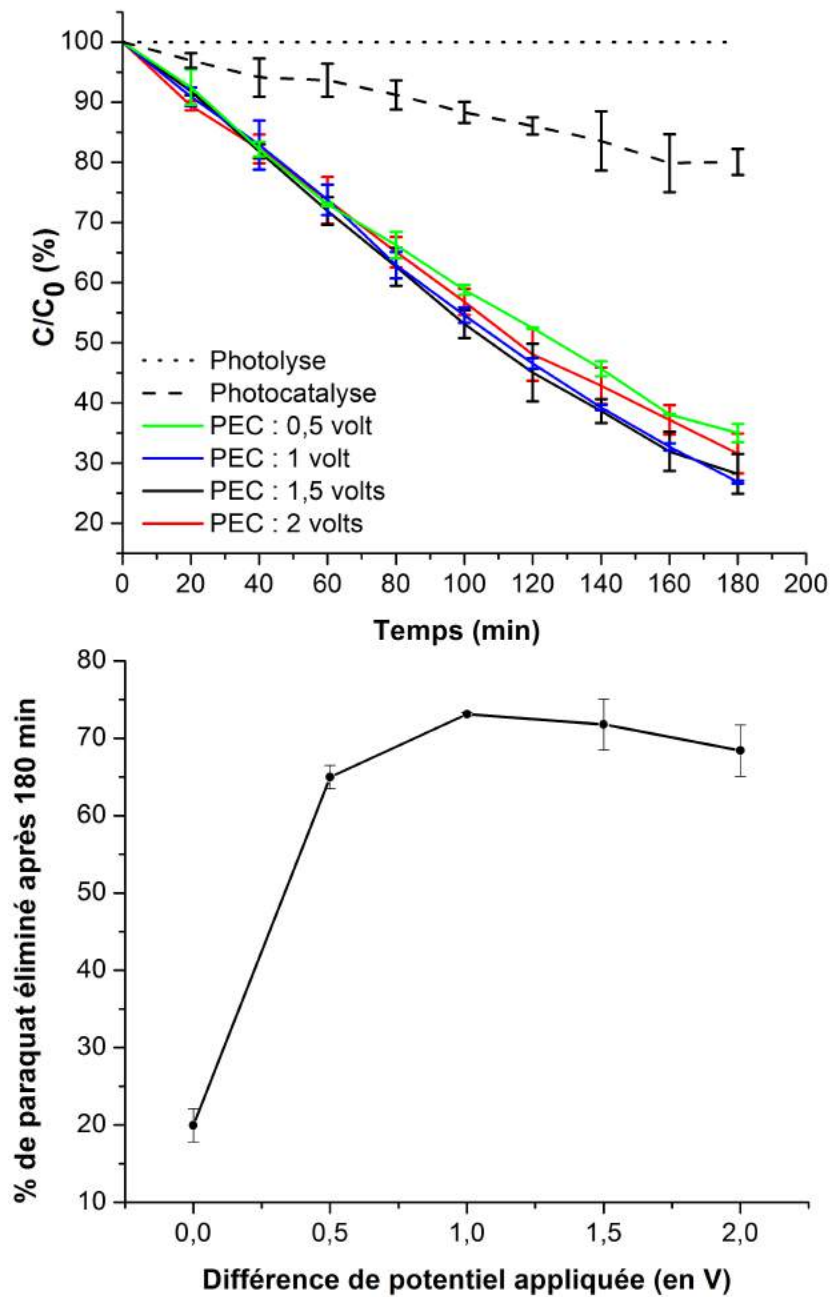 100
90
80
70
60
50
40
30
20
C/C0 (%)
Photolyse
Photocatalyse
PEC : 0,5 volt
PEC : 1 volt
PEC : 1,5 volts
PEC : 2 volts
0 20 40 60 80 100 120 140 160 180 200
Temps (min)
80
70
60
50
40
30
20
10
% de paraquat éliminé après 180 min
0,0 0,5 1,0 1,5 2,0
Différence de potentiel appliquée (en V)